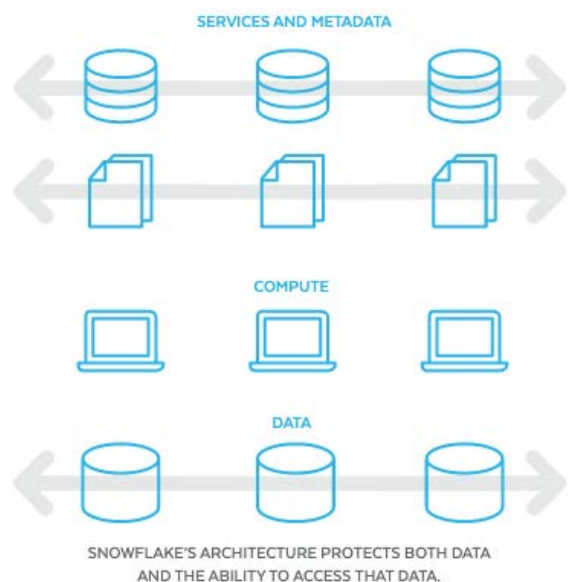 SERVICES AND METADATA
COMPUTE
DATA
SNOWFLAKE'S ARCHITECTURE PROTECTS BOTH DATA
AND THE ABILITY TO ACCESS THAT DATA.